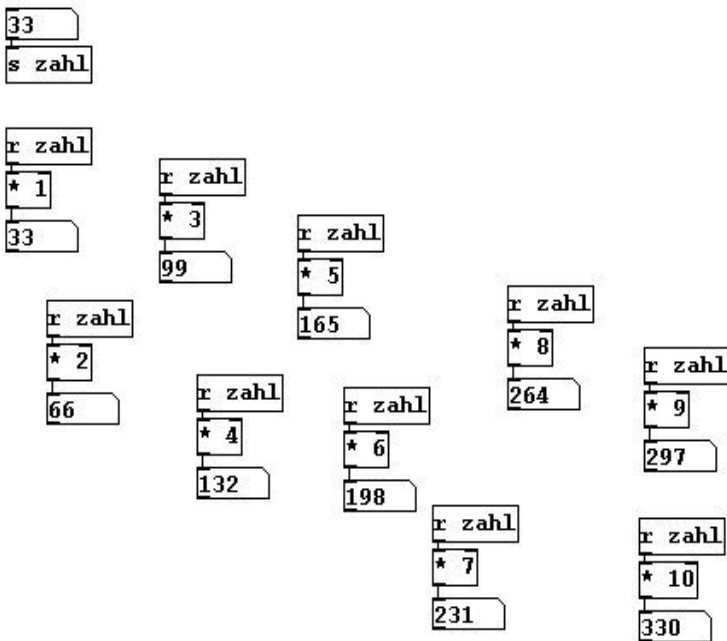 33
s zahl
r zahl
* 1
33
r zahl
* 2
66
r zahl
* 3
99
r zahl
* 4
132
r zahl
* 5
165
r zahl
* 6
198
r zahl
* 7
231
r zahl
* 8
264
r zahl
* 9
297
r zahl
* 10
330